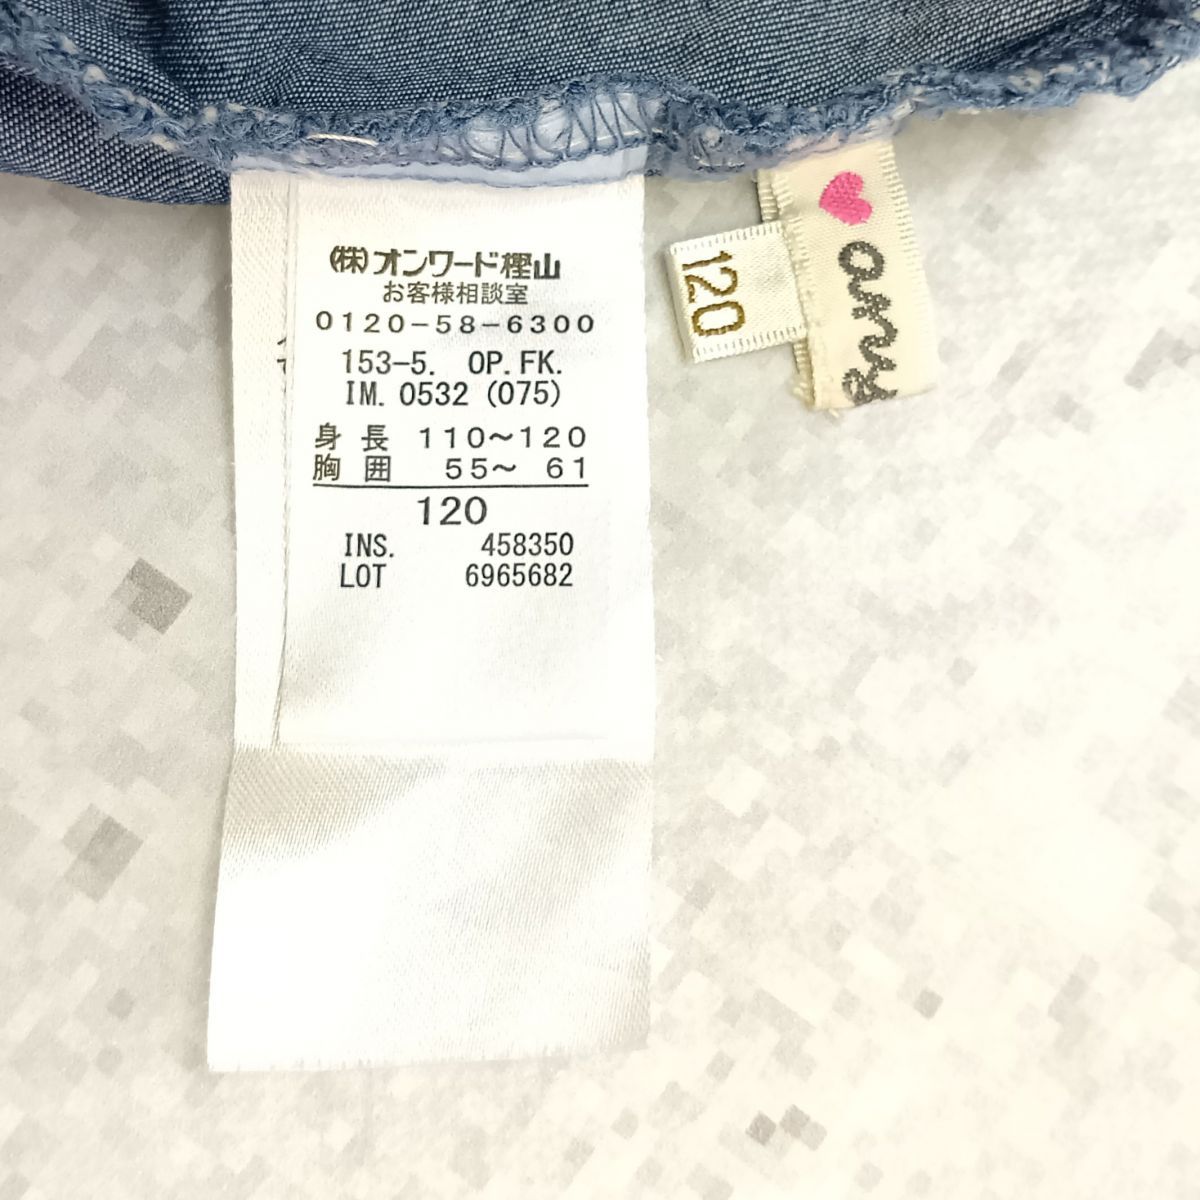 (株)オンワード樫山
お客様相談室
0120-58-6300
153-5. OP.FK.
IM. 0532 (075)
身長 110〜120
胸囲 55〜 61
120
INS. 458350
LOT 6965682
120
any